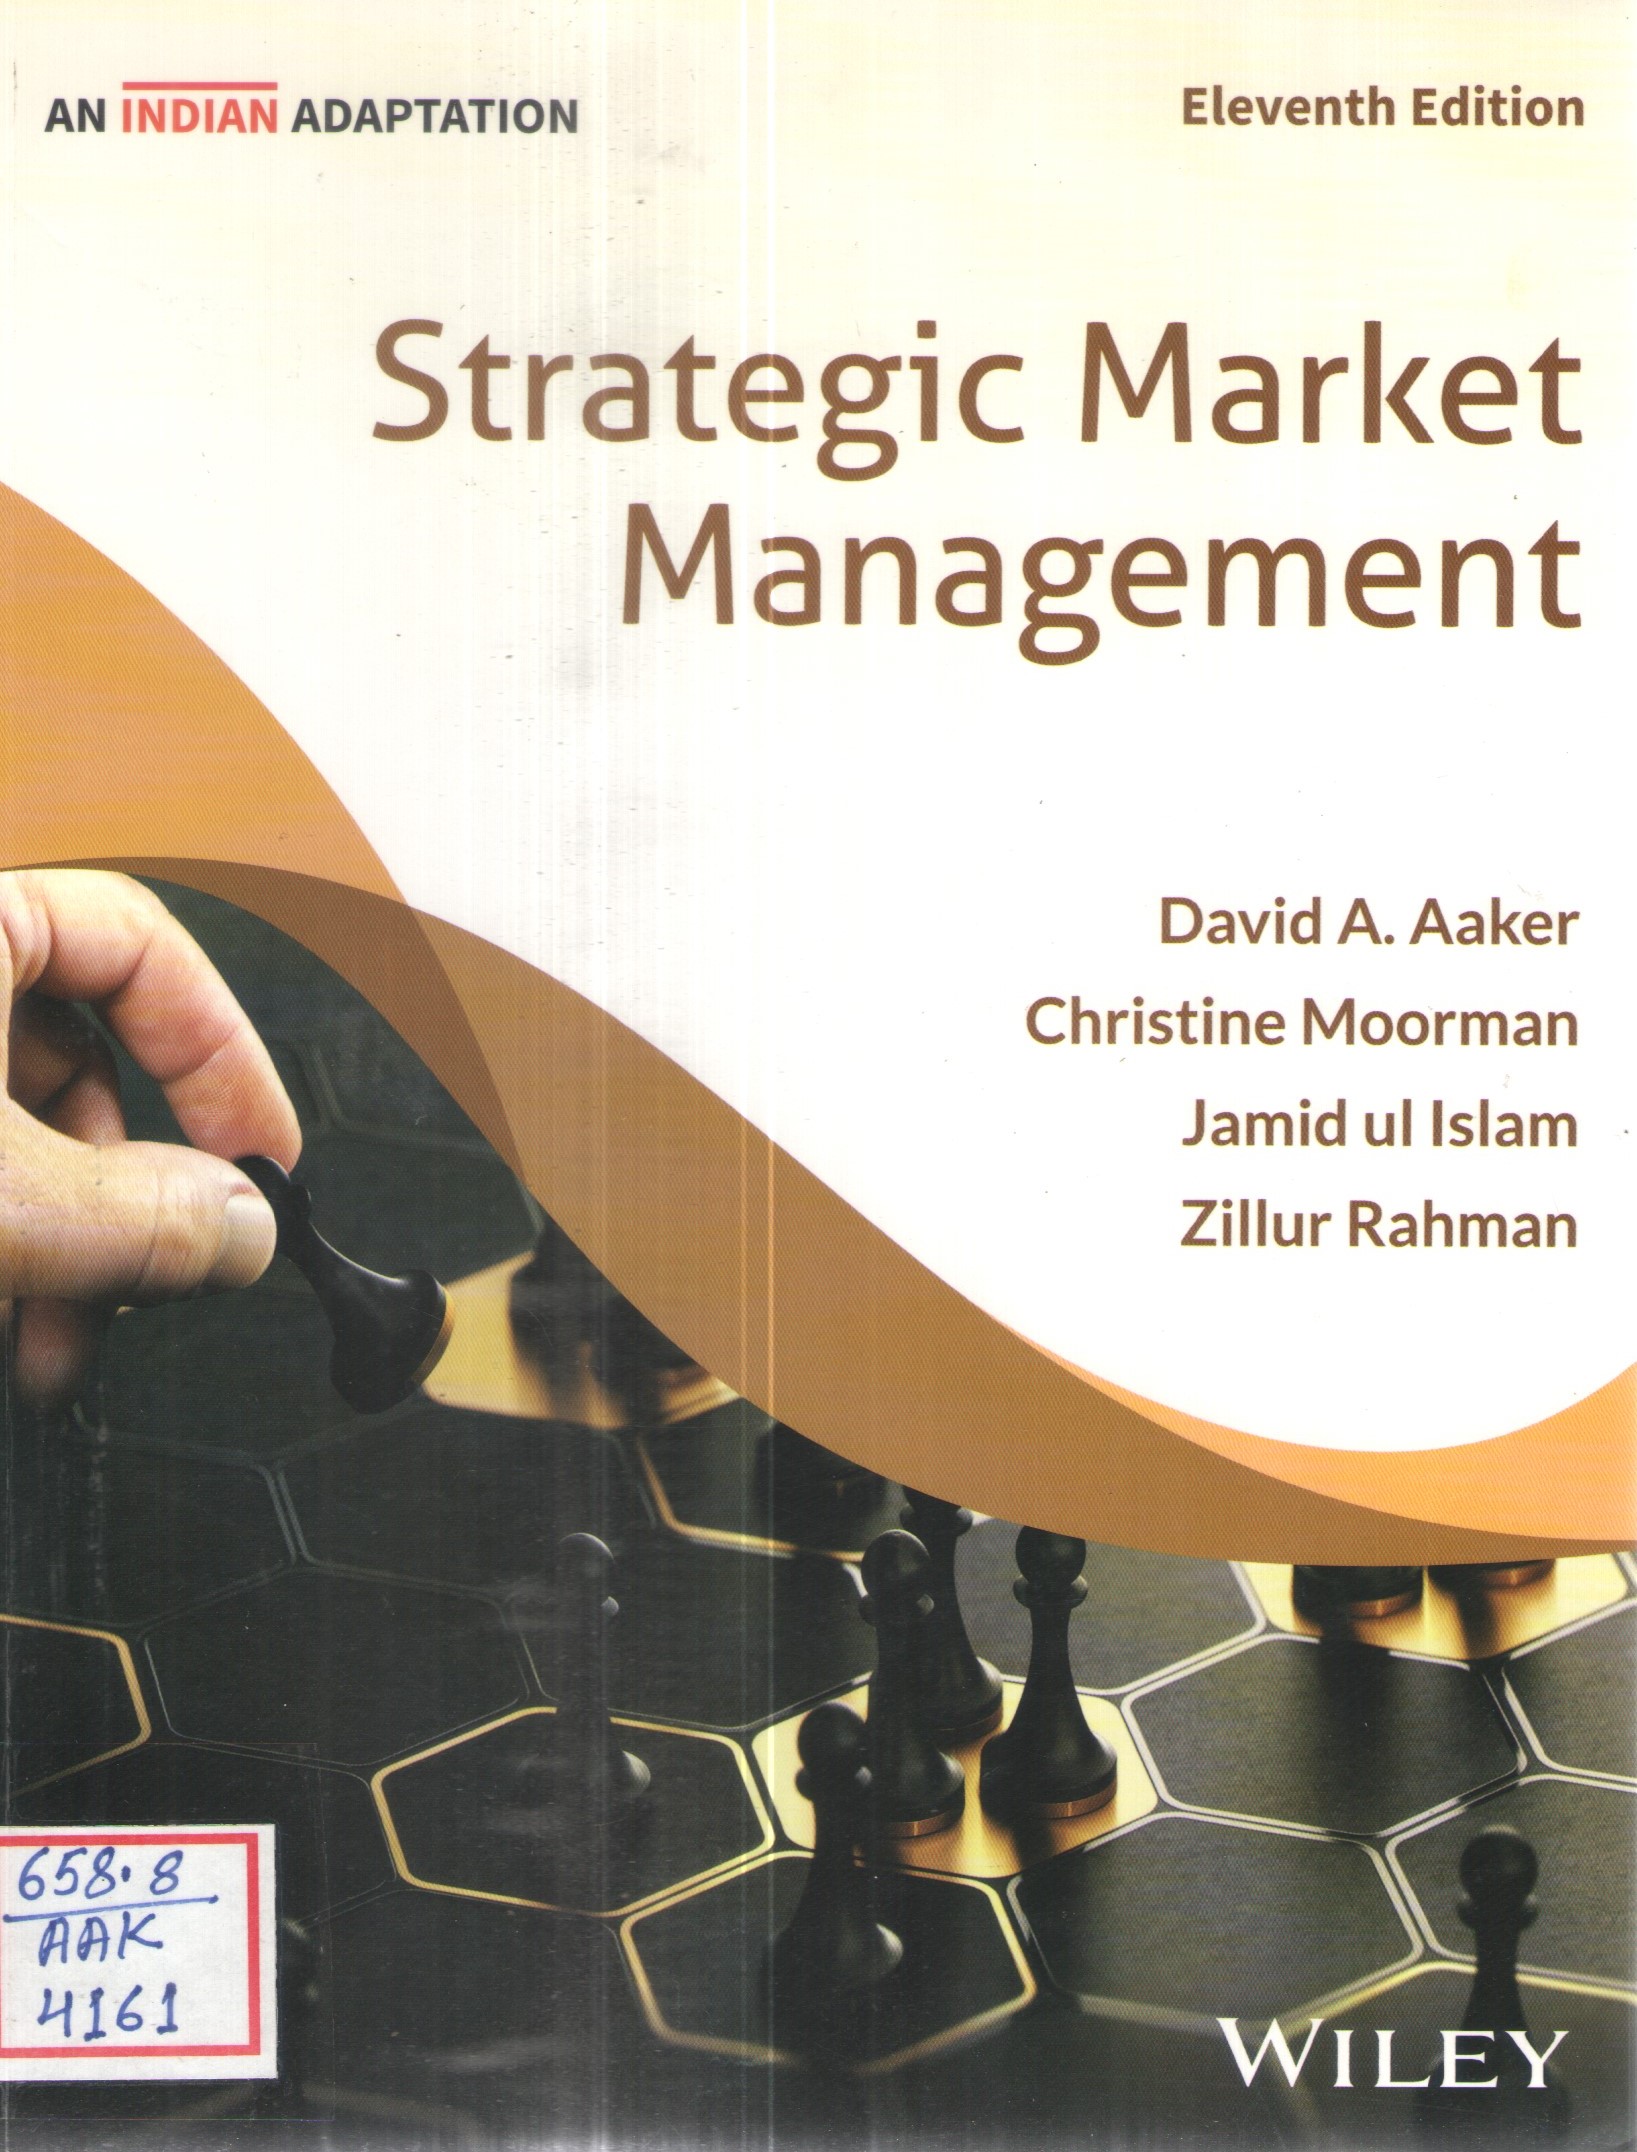 AN INDIAN ADAPTATION
Eleventh Edition
Strategic Market
Management
David A. Aaker
Christine Moorman
Jamid ul Islam
Zillur Rahman
658.8
AAK
4161
WILEY